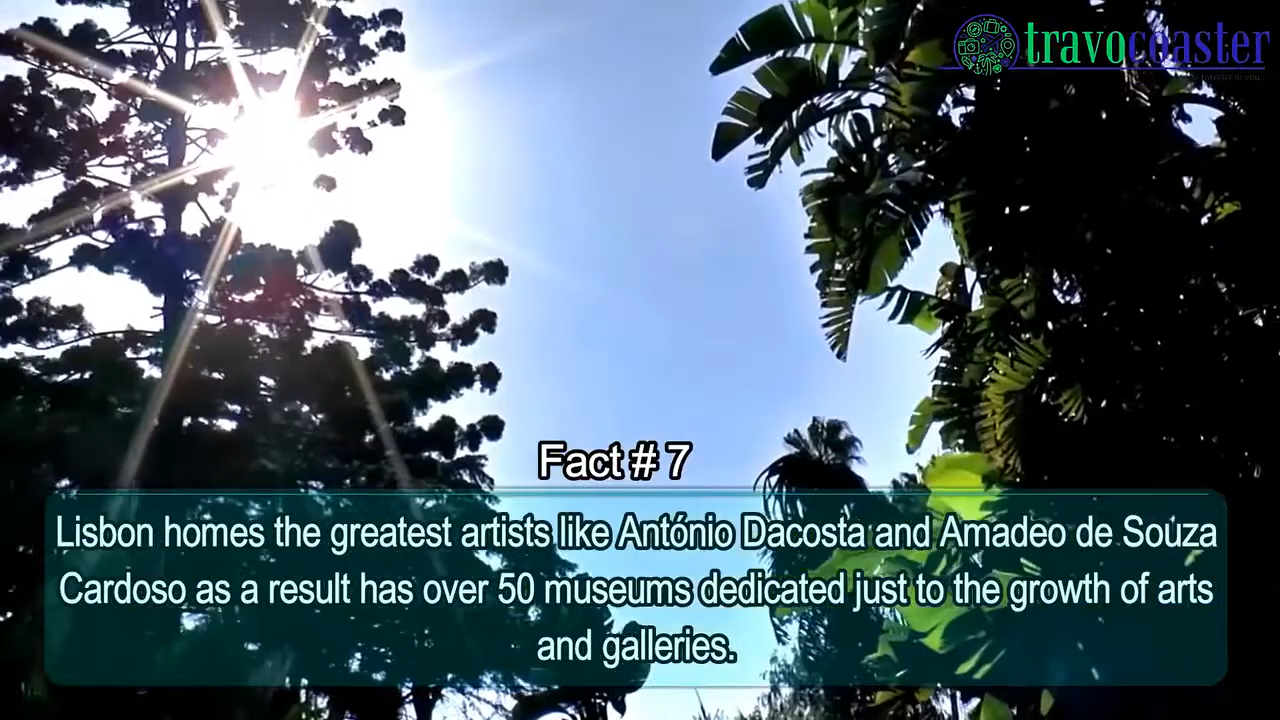 travocoaster
Fact # 7
Lisbon homes the greatest artists like António Dacosta and Amadeo de Souza
Cardoso as a result has over 50 museums dedicated just to the growth of arts
and galleries.